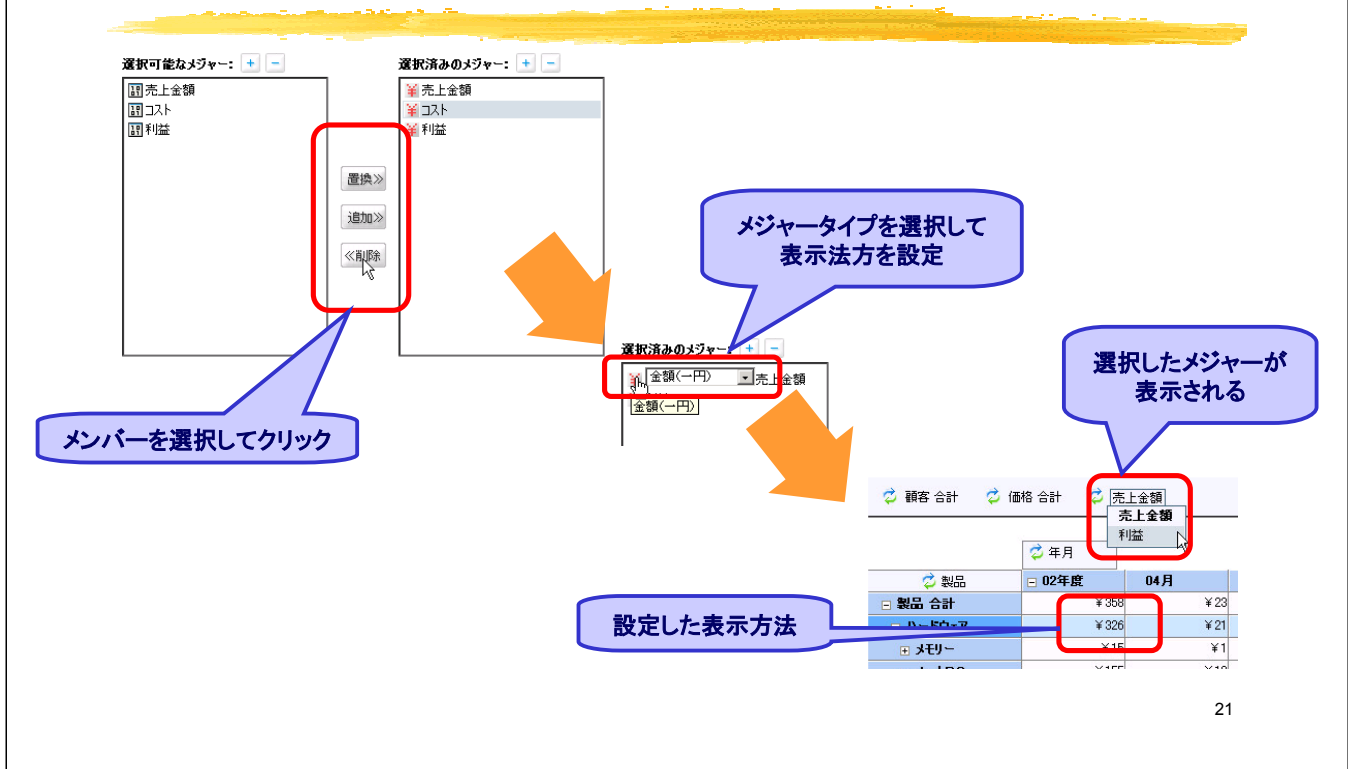 選択可能なメジャー: + -
売上金額
コスト
利益
置換≫
追加≫
≪削除
選択済みのメジャー: + -
¥ 売上金額
¥ コスト
¥ 利益
メンバーを選択してクリック
メジャータイプを選択して
表示法方を設定
選択済みのメジャー: + -
金額(一円) 売上金額
金額(一円)
選択したメジャーが
表示される
顧客 合計 価格 合計 売上金額
売上金額
利益
年月
製品 02年度 04月
製品 合計 ¥358 ¥23
ハードウェア ¥326 ¥21
メモリー ¥15 ¥1
設定した表示方法
21